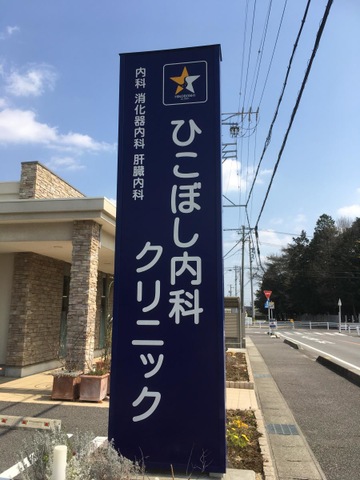 内科 消化器内科 肝臓内科
ひこぼし内科
クリニック